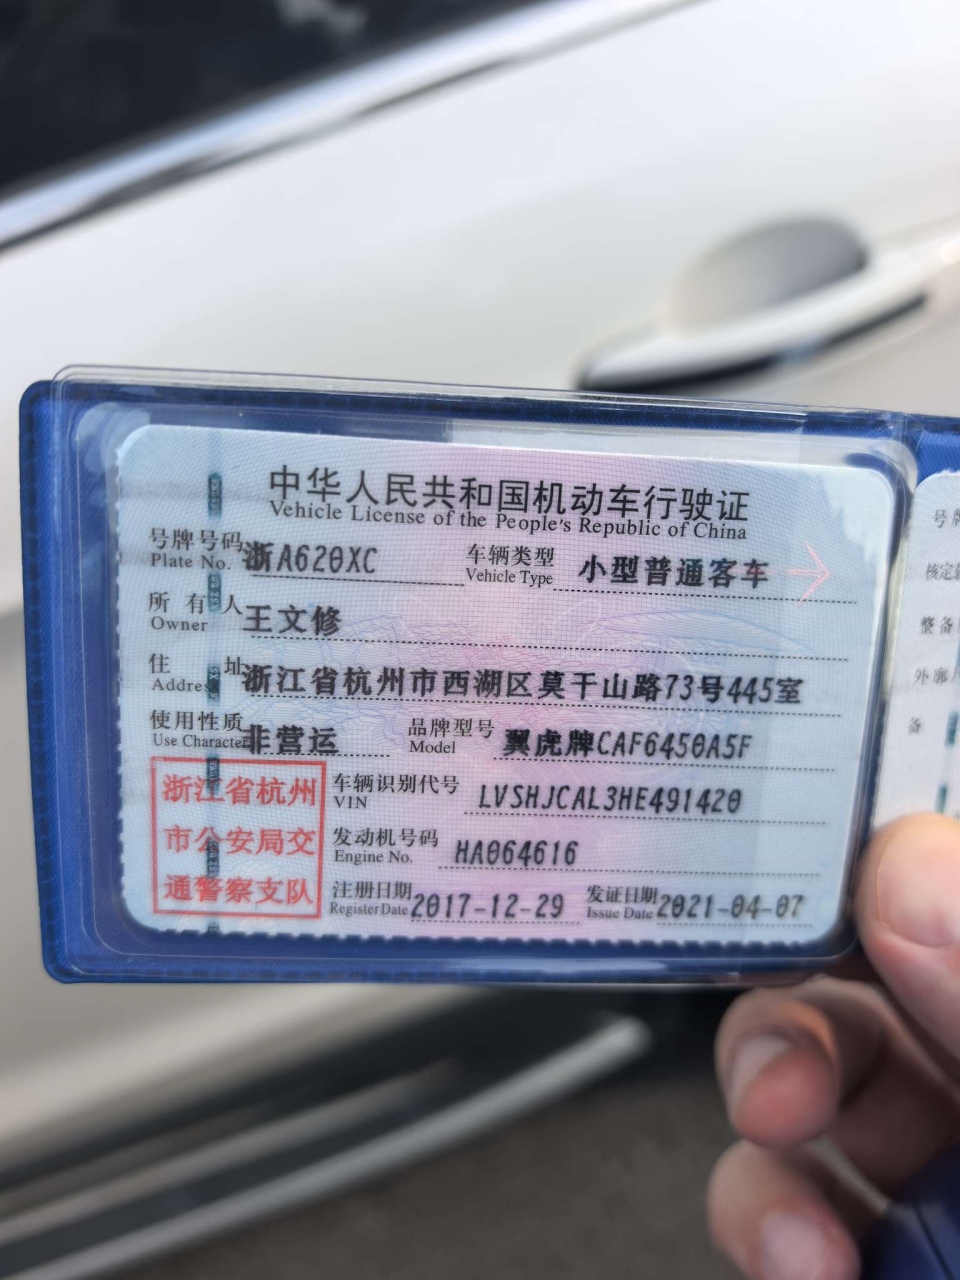 中华人民共和国机动车行驶证
Vehicle License of the People's Republic of China
号牌号码 浙A620XC 车辆类型 小型普通客车
Plate No. Vehicle Type
所有人 王文修
Owner
住址 浙江省杭州市西湖区莫干山路73号445室
Address
使用性质 非营运 品牌型号 翼虎牌CAF6450A5F
Use Character Model
浙江省杭州
市公安局交
通警察支队
车辆识别代号 LVSHJCAL3HE491420
VIN
发动机号码 HA064616
Engine No.
注册日期 2017-12-29 发证日期 2021-04-07
Register Date Issue Date
号牌
核定
整备
外廓
备